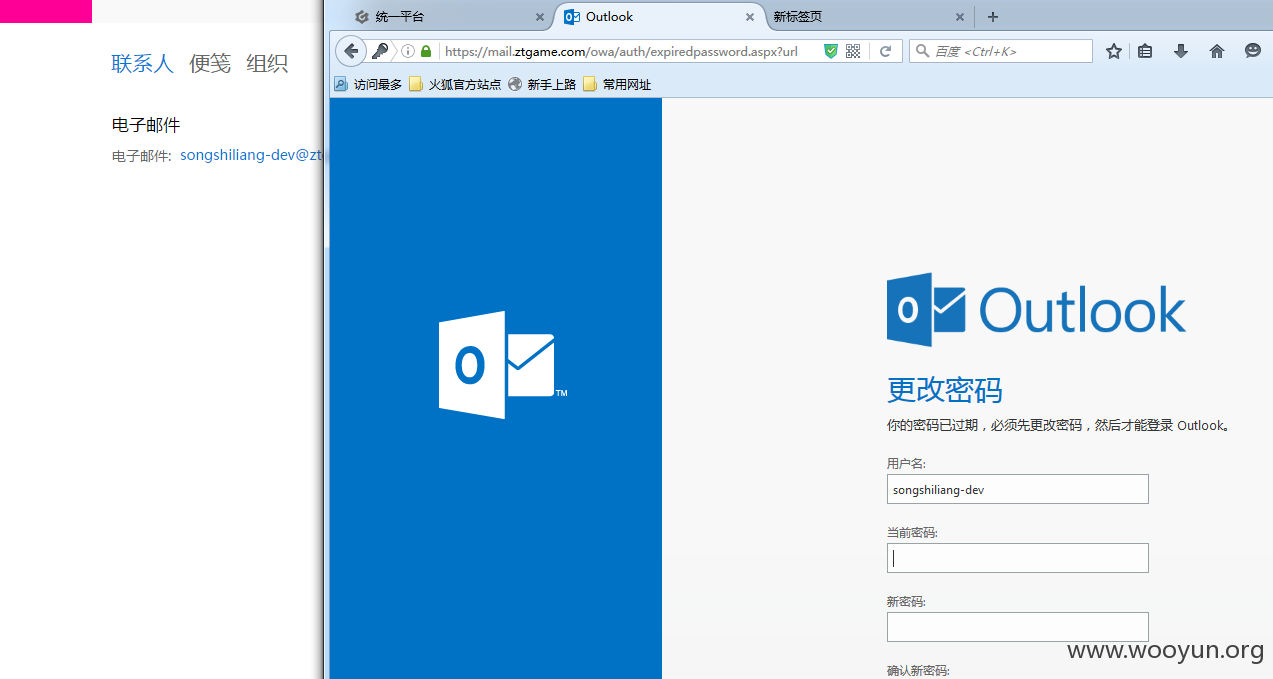 联系人 便笺 组织
电子邮件
电子邮件: songshiliang-dev@zt
统一平台
Outlook
新标签页
https://mail.ztgame.com/owa/auth/expiredpassword.aspx?url
百度 <Ctrl+K>
访问最多 火狐官方站点 新手上路 常用网址
TM
Outlook
更改密码
你的密码已过期，必须先更改密码，然后才能登录 Outlook。
用户名:
songshiliang-dev
当前密码:
新密码:
确认新密码:
www.wooyun.org